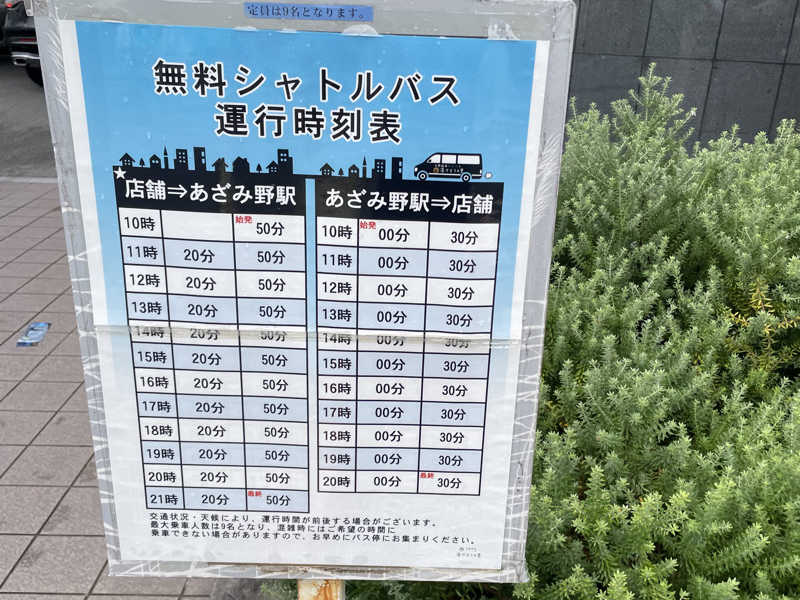 定員は9名となります。
無料シャトルバス
運行時刻表
☆店舗⇒あざみ野駅
10時 始発 50分
11時 20分 50分
12時 20分 50分
13時 20分 50分
14時 20分 50分
15時 20分 50分
16時 20分 50分
17時 20分 50分
18時 20分 50分
19時 20分 50分
20時 20分 50分
21時 20分 最終 50分
あざみ野駅⇒店舗
10時 始発 00分 30分
11時 00分 30分
12時 00分 30分
13時 00分 30分
14時 00分 30分
15時 00分 30分
16時 00分 30分
17時 00分 30分
18時 00分 30分
19時 00分 30分
20時 00分 最終 30分
交通状況・天候により、運行時間が前後する場合がございます。
最大乗車人数は9名となり、混雑時にはご希望の時間に
乗車できない場合がありますので、お早めにバス停にお集まりください。